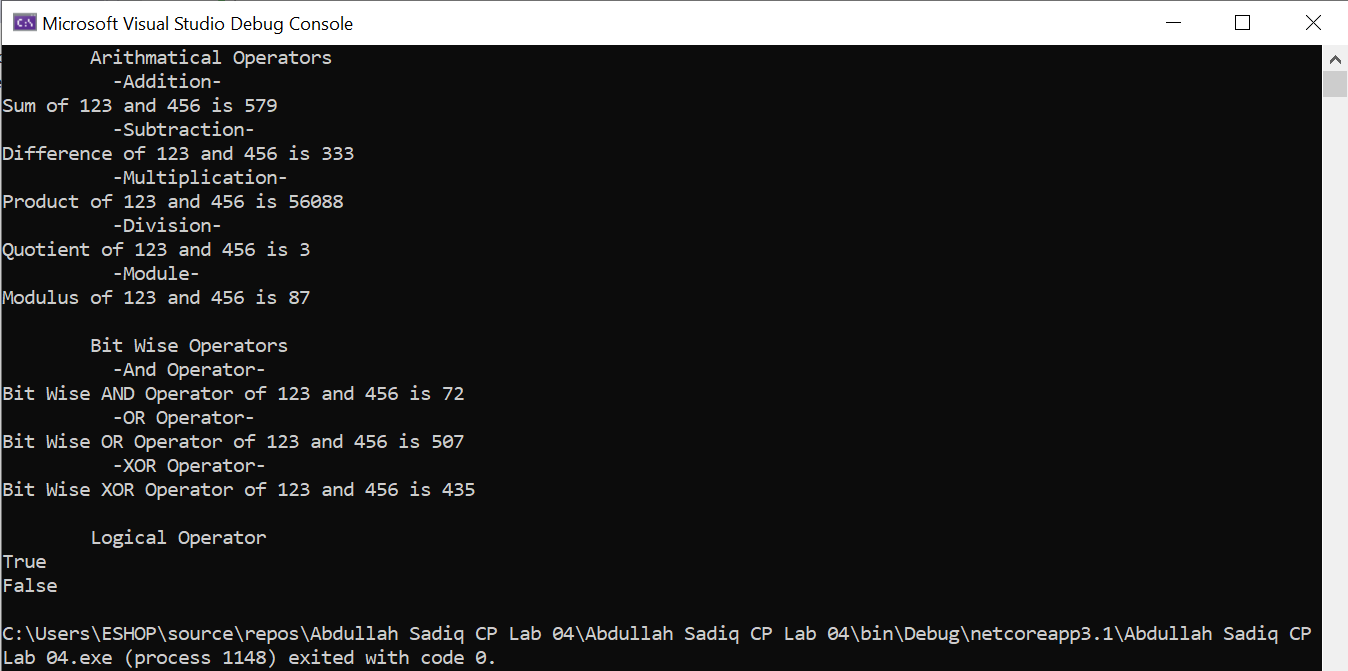 Microsoft Visual Studio Debug Console
Arithmatical Operators
-Addition-
Sum of 123 and 456 is 579
-Subtraction-
Difference of 123 and 456 is 333
-Multiplication-
Product of 123 and 456 is 56088
-Division-
Quotient of 123 and 456 is 3
-Module-
Modulus of 123 and 456 is 87
Bit Wise Operators
-And Operator-
Bit Wise AND Operator of 123 and 456 is 72
-OR Operator-
Bit Wise OR Operator of 123 and 456 is 507
-XOR Operator-
Bit Wise XOR Operator of 123 and 456 is 435
Logical Operator
True
False
C:\Users\ESHOP\source\repos\Abdullah Sadiq CP Lab 04\Abdullah Sadiq CP Lab 04\bin\Debug\netcoreapp3.1\Abdullah Sadiq CP
Lab 04.exe (process 1148) exited with code 0.